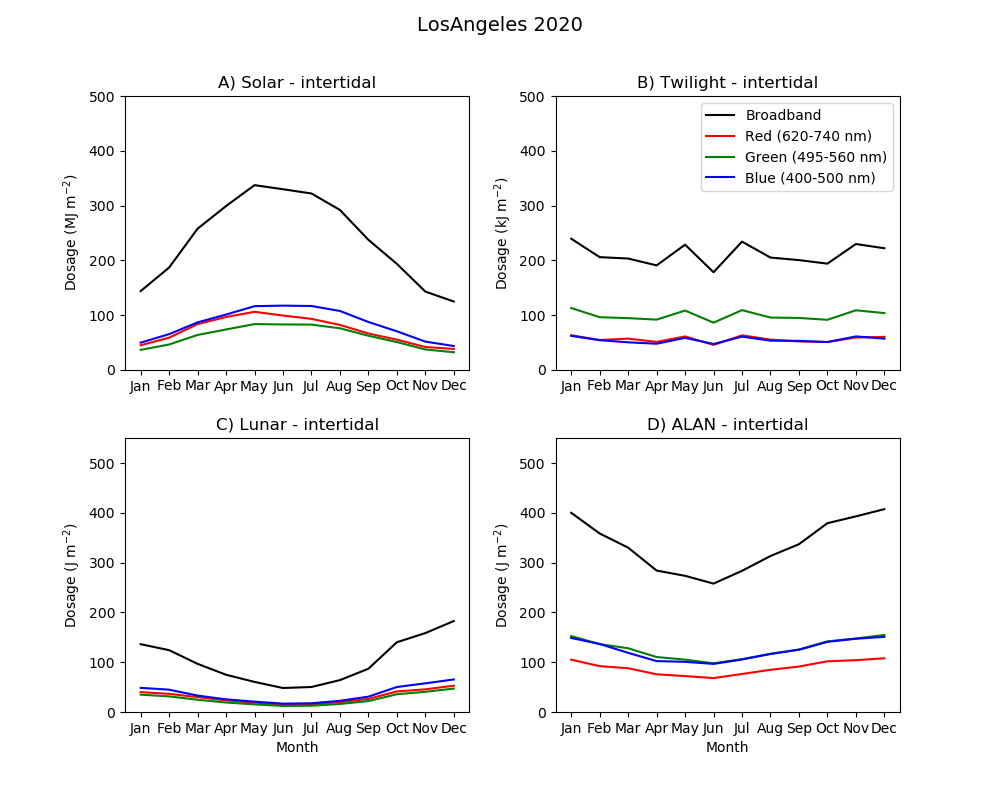 LosAngeles 2020
A) Solar - intertidal
500
400
300
200
100
0
Dosage (MJ m⁻²)
Jan Feb Mar Apr May Jun Jul Aug Sep Oct Nov Dec
B) Twilight - intertidal
500
400
300
200
100
0
Dosage (kJ m⁻²)
Broadband
Red (620-740 nm)
Green (495-560 nm)
Blue (400-500 nm)
Jan Feb Mar Apr May Jun Jul Aug Sep Oct Nov Dec
C) Lunar - intertidal
500
400
300
200
100
0
Dosage (J m⁻²)
Jan Feb Mar Apr May Jun Jul Aug Sep Oct Nov Dec
Month
D) ALAN - intertidal
500
400
300
200
100
0
Dosage (J m⁻²)
Jan Feb Mar Apr May Jun Jul Aug Sep Oct Nov Dec
Month